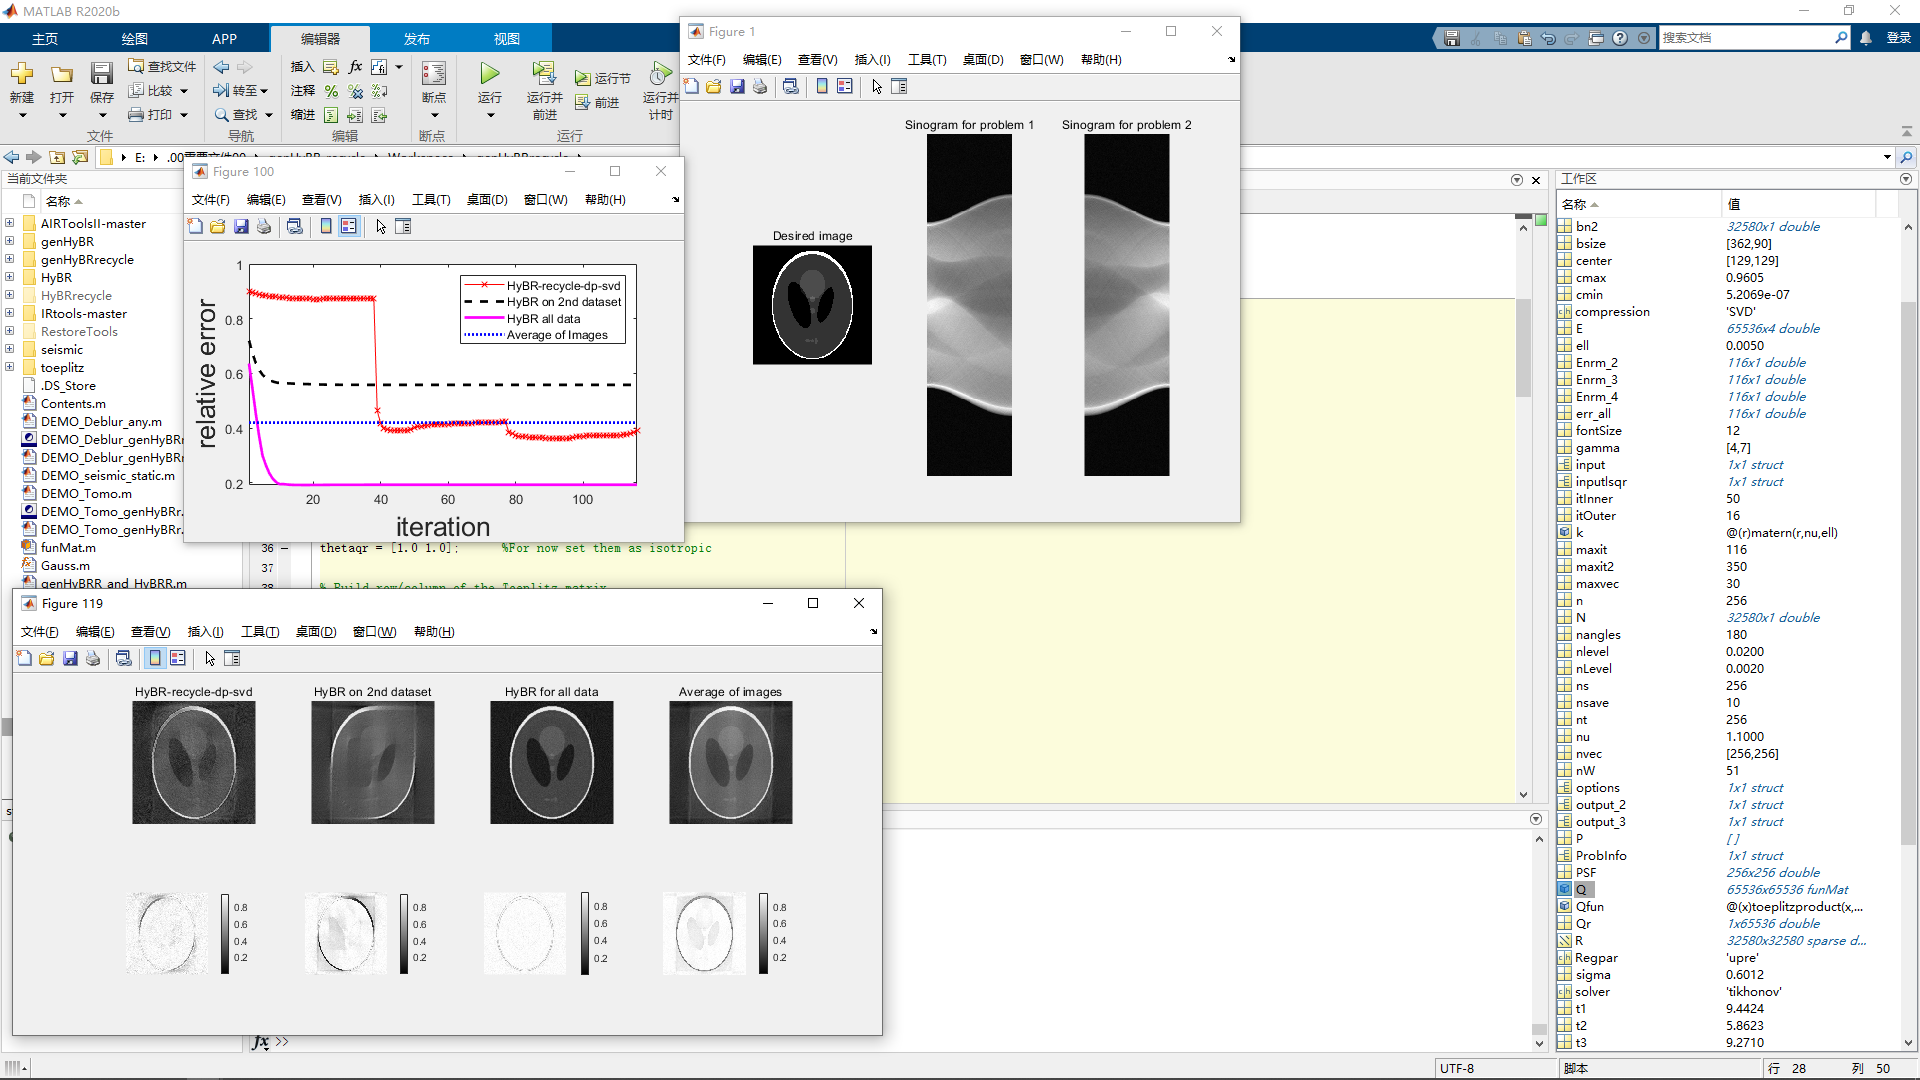 MATLAB R2020b
主页 绘图 APP 编辑器 发布 视图
搜索文档 登录
新建 打开 保存 查找文件 比较 打印 文件
转至 查找 导航
插入 fx 注释 缩进 编辑
断点 断点
运行 运行并前进 运行节 前进 运行并计时 运行
E:
当前文件夹
名称
AIRToolsII-master
genHyBR
genHyBRrecycle
HyBR
HyBRrecycle
IRtools-master
RestoreTools
seismic
toeplitz
.DS_Store
Contents.m
DEMO_Deblur_any.m
DEMO_Deblur_genHyBRr
DEMO_Deblur_genHyBRr
DEMO_seismic_static.m
DEMO_Tomo.m
DEMO_Tomo_genHyBRr.
DEMO_Tomo_genHyBRr.
funMat.m
Gauss.m
genHyBRR_and_HyBRR.m
Figure 100
文件(F) 编辑(E) 查看(V) 插入(I) 工具(T) 桌面(D) 窗口(W) 帮助(H)
relative error
1
0.8
0.6
0.4
0.2
20 40 60 80 100
iteration
HyBR-recycle-dp-svd
HyBR on 2nd dataset
HyBR all data
Average of Images
Figure 1
文件(F) 编辑(E) 查看(V) 插入(I) 工具(T) 桌面(D) 窗口(W) 帮助(H)
Desired image
Sinogram for problem 1
Sinogram for problem 2
36 – thetaqr = [1.0 1.0]; %For now set them as isotropic
37
38 % Build row/column of the Toeplitz matrix
Figure 119
文件(F) 编辑(E) 查看(V) 插入(I) 工具(T) 桌面(D) 窗口(W) 帮助(H)
HyBR-recycle-dp-svd
HyBR on 2nd dataset
HyBR for all data
Average of images
0.8 0.8 0.8 0.8
0.6 0.6 0.6 0.6
0.4 0.4 0.4 0.4
0.2 0.2 0.2 0.2
fx >>
工作区
名称 值
bn2 32580x1 double
bsize [362,90]
center [129,129]
cmax 0.9605
cmin 5.2069e-07
compression 'SVD'
E 65536x4 double
ell 0.0050
Enrm_2 116x1 double
Enrm_3 116x1 double
Enrm_4 116x1 double
err_all 116x1 double
fontSize 12
gamma [4,7]
input 1x1 struct
inputlsqr 1x1 struct
itInner 50
itOuter 16
k @(r)matern(r,nu,ell)
maxit 116
maxit2 350
maxvec 30
n 256
N 32580x1 double
nangles 180
nlevel 0.0200
nLevel 0.0020
ns 256
nsave 10
nt 256
nu 1.1000
nvec [256,256]
nW 51
options 1x1 struct
output_2 1x1 struct
output_3 1x1 struct
P []
ProbInfo 1x1 struct
PSF 256x256 double
Q 65536x65536 funMat
Qfun @(x)toeplitzproduct(x,...
Qr 1x65536 double
R 32580x32580 sparse d...
Regpar 'upre'
sigma 0.6012
solver 'tikhonov'
t1 9.4424
t2 5.8623
t3 9.2710
UTF-8 脚本 行 28 列 50